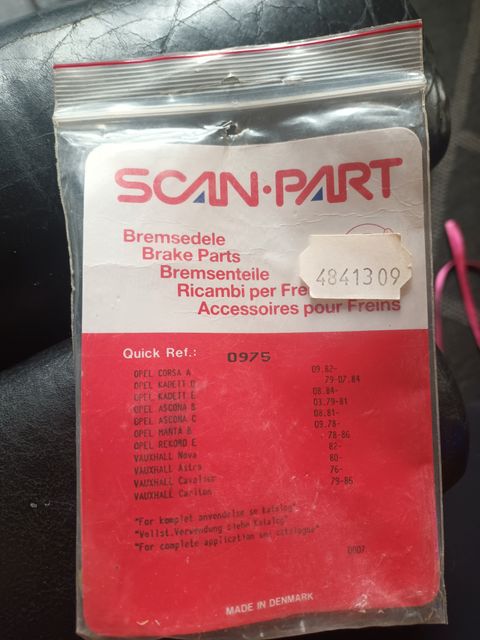 SCAN·PART
Bremsedele
Brake Parts
Bremsenteile
Ricambi per Fre
4841309
Accessoires pour Freins
Quick Ref.: 0975
OPEL CORSA A 09.82-
OPEL KADETT D 79-07.84
OPEL KADETT E 08.84-
OPEL ASCONA B 03.79-81
OPEL ASCONA C 08.81-
OPEL MANTA B 09.78-
OPEL REKORD E 78-86
VAUXHALL Nova 82-
VAUXHALL Astra 80-
VAUXHALL Cavalier 76-
VAUXHALL Carlton 79-86
"For komplet anvendelse se katalog"
"Vollst.Verwendung siehe Katalog"
"For complete application see catalogue"
0007
MADE IN DENMARK